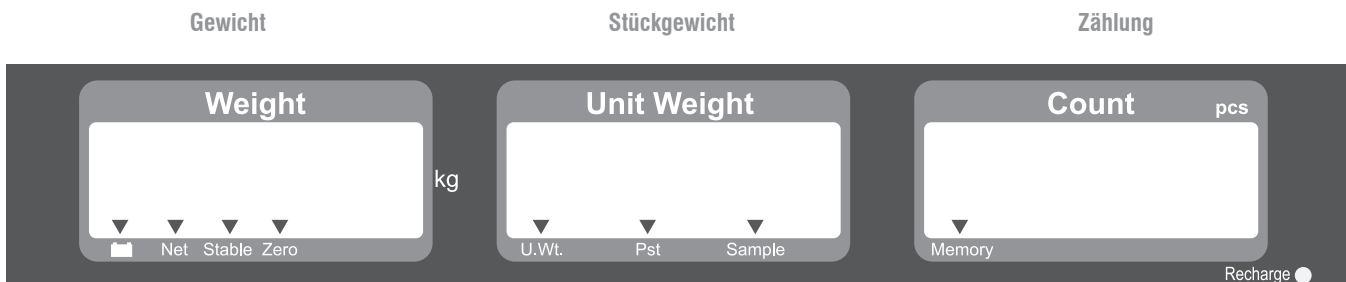 Gewicht Stückgewicht Zählung
Weight Unit Weight Count pcs
kg
Net Stable Zero U.Wt. Pst Sample Memory
Recharge